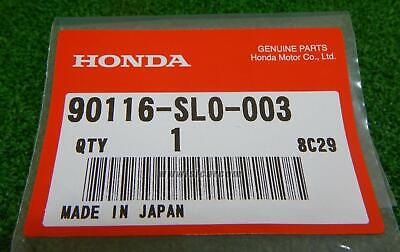 HONDA
GENUINE PARTS
Honda Motor Co., Ltd.
90116-SL0-003
QTY 1 8C29
MADE IN JAPAN